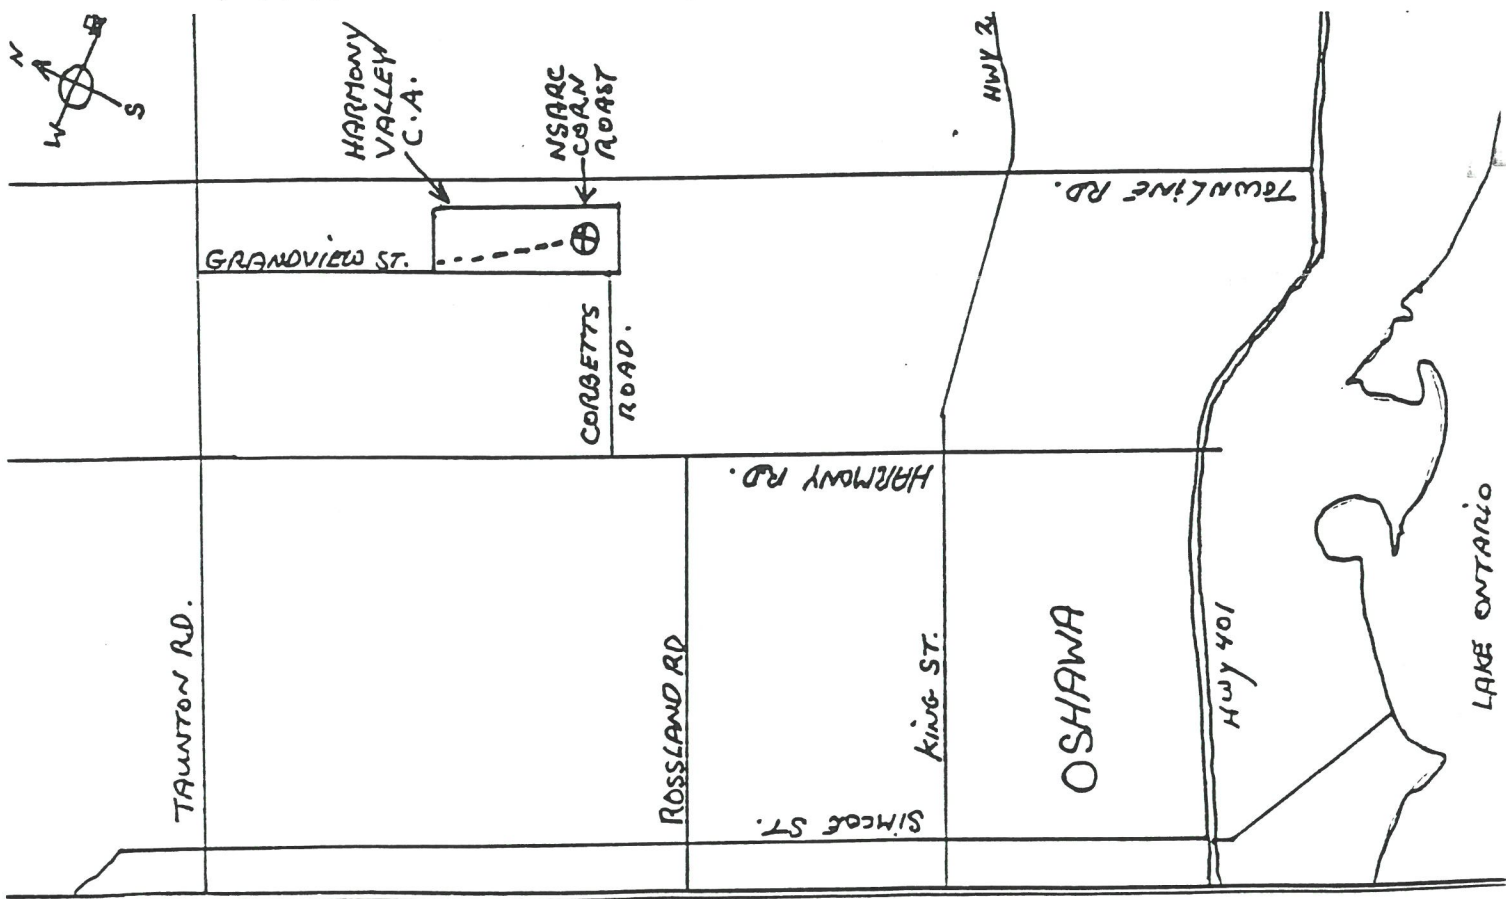 N
E
W
S
HARMONY
VALLEY
C.A.
NSARC
CORN
ROAST
HWY 2
TOWNLINE RD.
GRANDVIEW ST.
CORBETTS
ROAD.
HARMONY RD.
TAUNTON RD.
ROSSLAND RD
KING ST.
OSHAWA
HWY 401
SIMCOE ST.
LAKE ONTARIO